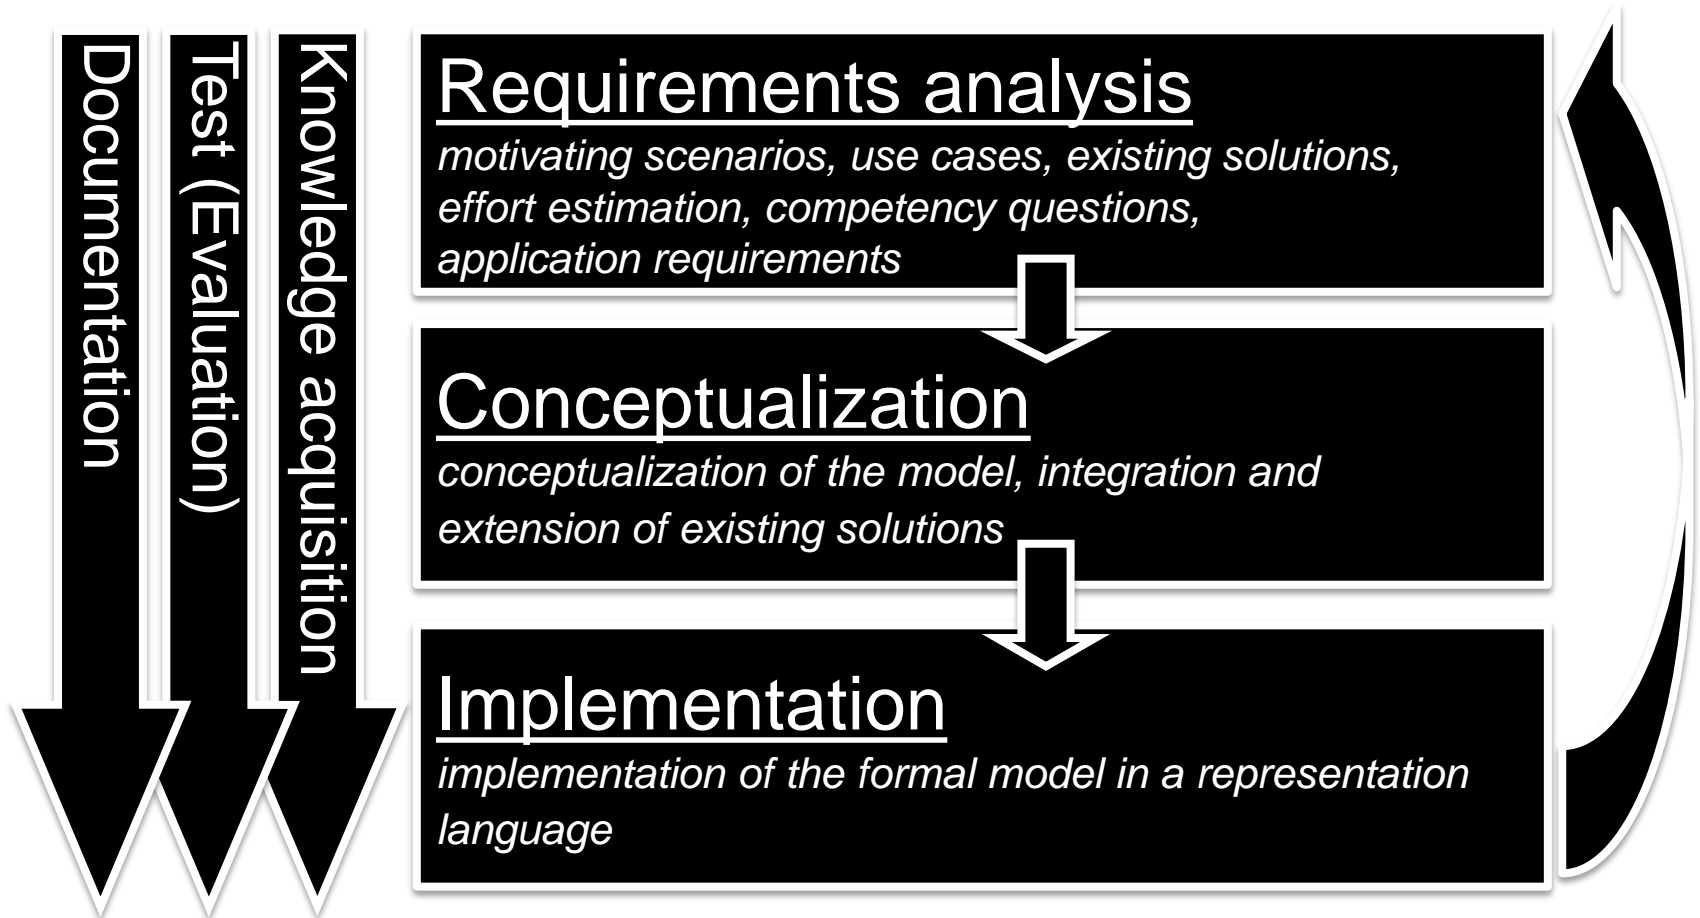 Documentation
Test (Evaluation)
Knowledge acquisition
Requirements analysis
motivating scenarios, use cases, existing solutions,
effort estimation, competency questions,
application requirements
Conceptualization
conceptualization of the model, integration and
extension of existing solutions
Implementation
implementation of the formal model in a representation
language